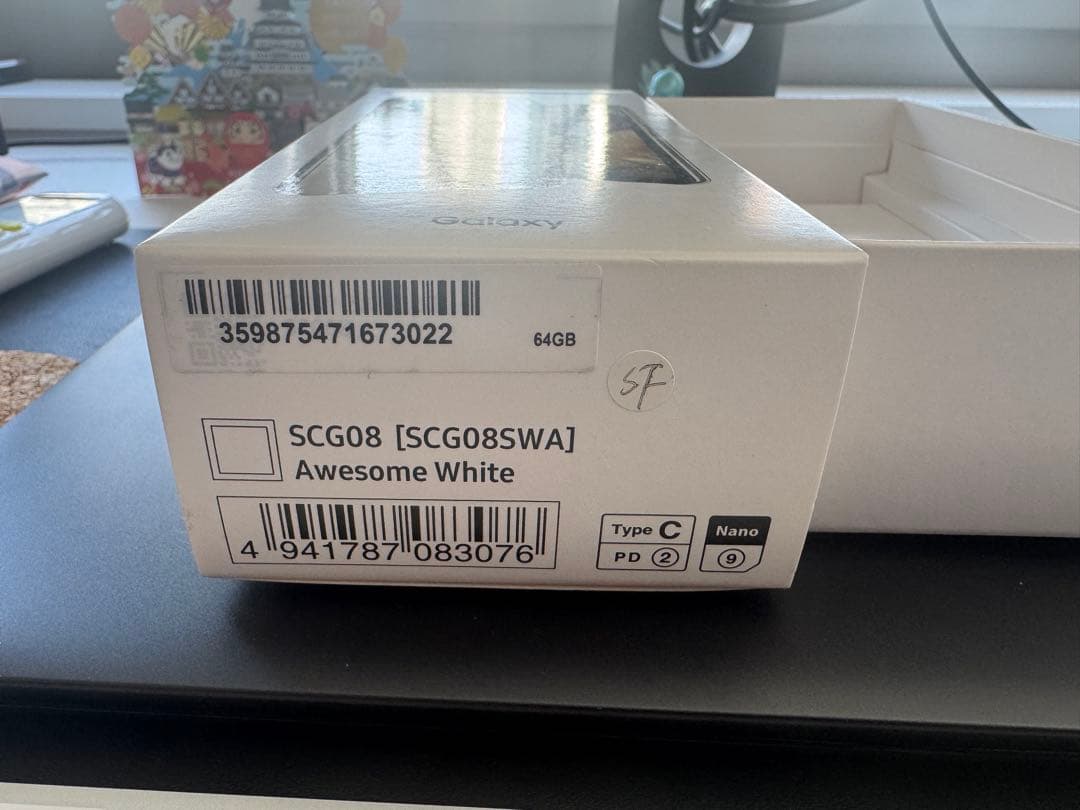 Galaxy
359875471673022
64GB
SF
SCG08 [SCG08SWA]
Awesome White
4 941787 083076
Type C
PD 2
Nano
9